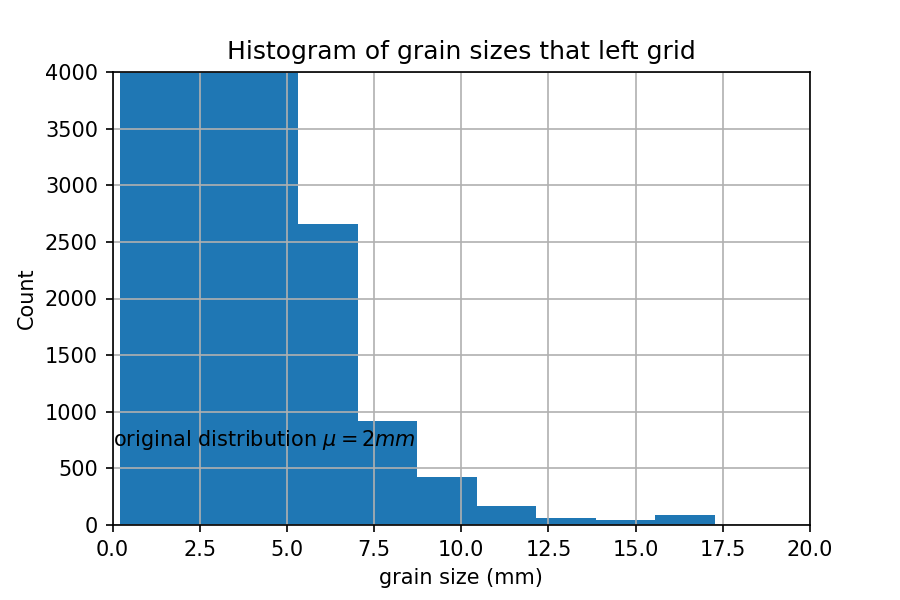 Histogram of grain sizes that left grid
4000
3500
3000
2500
2000
1500
1000
500
0
Count
original distribution μ = 2mm
0.0 2.5 5.0 7.5 10.0 12.5 15.0 17.5 20.0
grain size (mm)